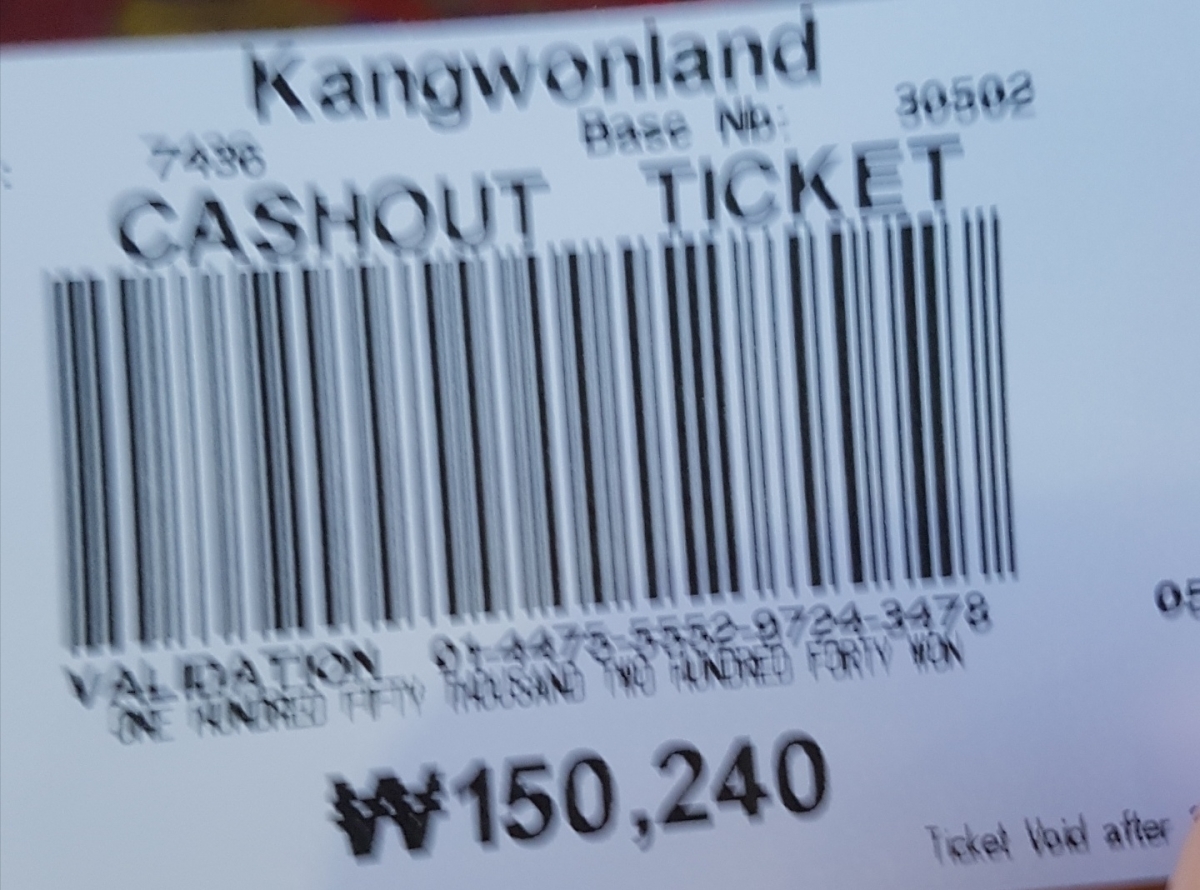 Kangwonland
7436 Base Nb: 30502
CASHOUT TICKET
VALIDATION 01-4475-5552-9724-3478
ONE HUNDRED FIFTY THOUSAND TWO HUNDRED FORTY WON
₩150,240
Ticket Void after